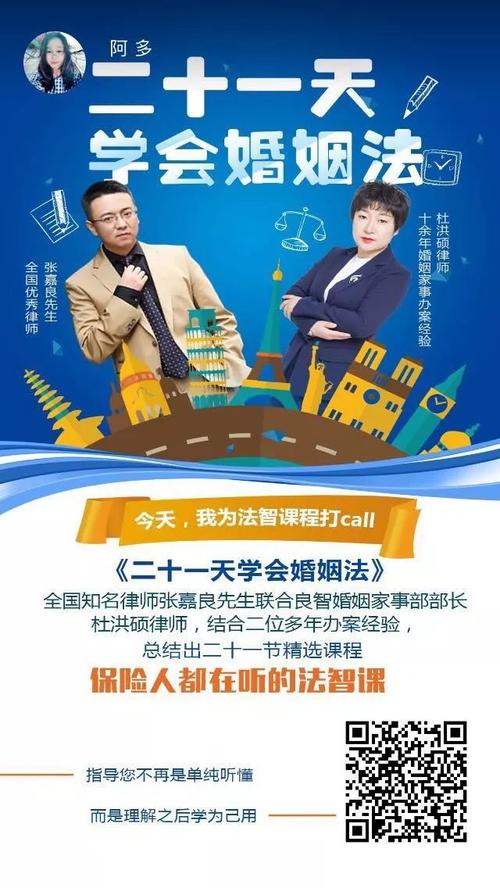 阿多
二十一天
学会婚姻法
张嘉良先生
全国优秀律师
杜洪硕律师
十余年婚姻家事办案经验
今天，我为法智课程打call
《二十一天学会婚姻法》
全国知名律师张嘉良先生联合良智婚姻家事部部长
杜洪硕律师，结合二位多年办案经验，
总结出二十一节精选课程
保险人都在听的法智课
指导您不再是单纯听懂
而是理解之后学为己用